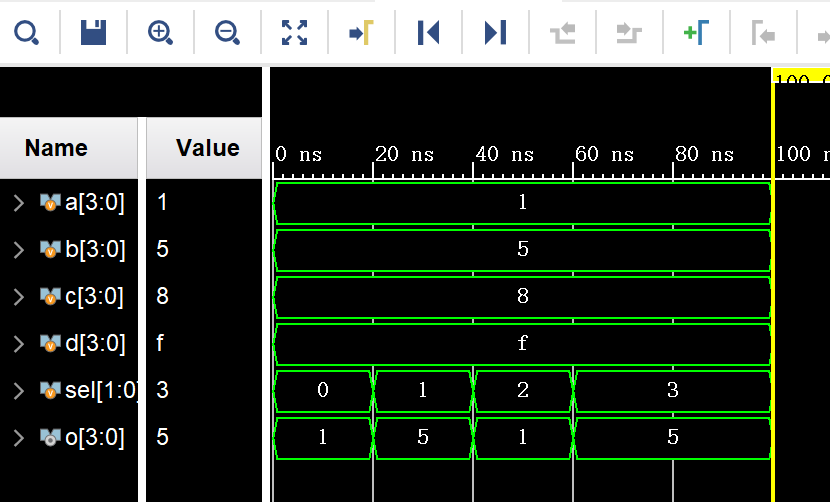 100.0
Name Value 0 ns 20 ns 40 ns 60 ns 80 ns 100 n
a[3:0] 1 1
b[3:0] 5 5
c[3:0] 8 8
d[3:0] f f
sel[1:0] 3 0 1 2 3
o[3:0] 5 1 5 1 5